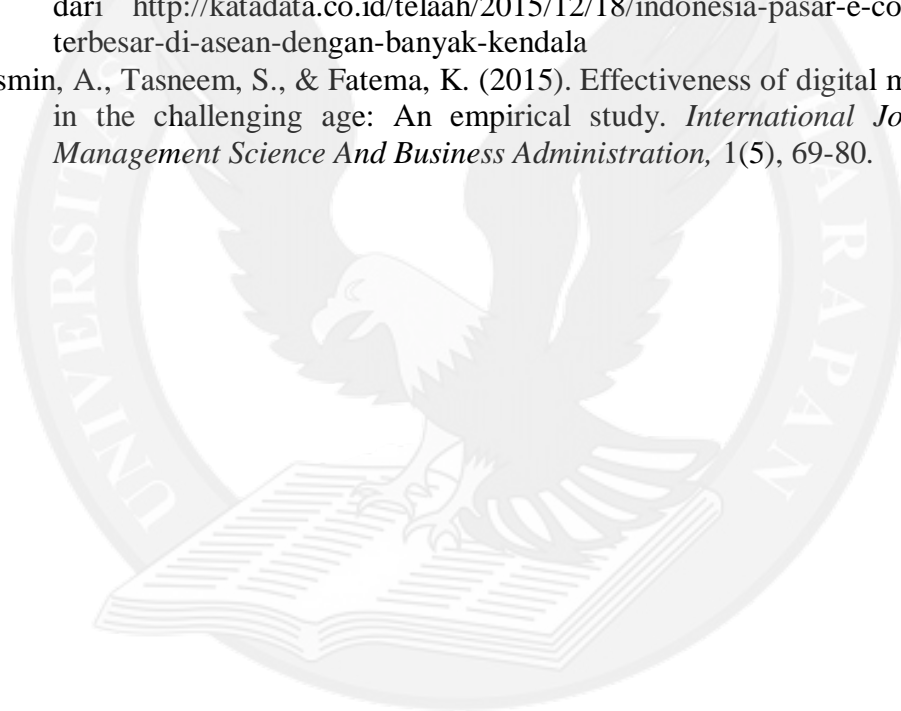 dari http://katadata.co.id/telaah/2015/12/18/indonesia-pasar-e-co
terbesar-di-asean-dengan-banyak-kendala
smin, A., Tasneem, S., & Fatema, K. (2015). Effectiveness of digital m
in the challenging age: An empirical study. International Jo
Management Science And Business Administration, 1(5), 69-80.
UNIVERSITAS
HARAPAN